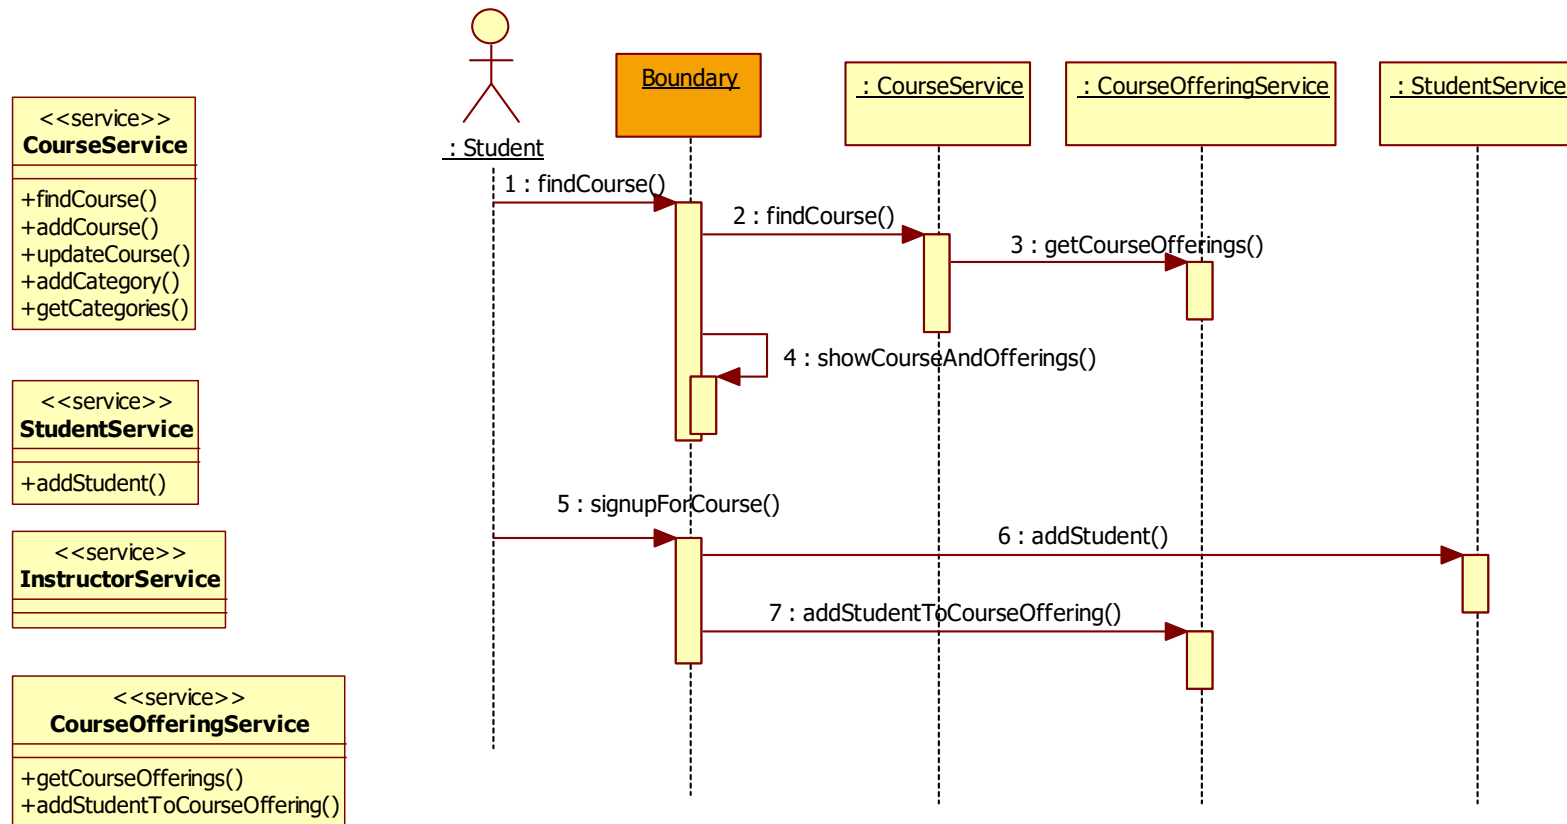 <<service>>
CourseService
+findCourse()
+addCourse()
+updateCourse()
+addCategory()
+getCategories()
<<service>>
StudentService
+addStudent()
<<service>>
InstructorService
<<service>>
CourseOfferingService
+getCourseOfferings()
+addStudentToCourseOffering()
: Student
Boundary
: CourseService
: CourseOfferingService
: StudentService
1 : findCourse()
2 : findCourse()
3 : getCourseOfferings()
4 : showCourseAndOfferings()
5 : signupForCourse()
6 : addStudent()
7 : addStudentToCourseOffering()